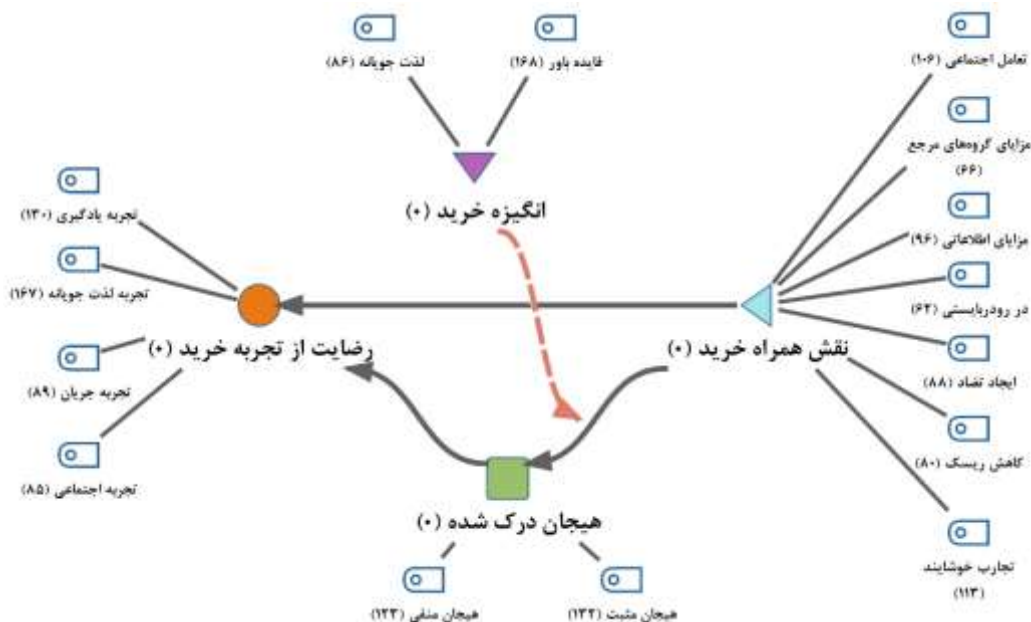 لذت جویانه (۸۶)
فایده باور (۱۶۸)
انگیزه خرید (۰)
تعامل اجتماعی (۱۰۶)
مزایای گروه‌های مرجع
(۶۶)
مزایای اطلاعاتی (۹۶)
در رودربایستی (۶۲)
ایجاد تضاد (۸۸)
کاهش ریسک (۸۰)
تجارب خوشایند
(۱۱۳)
نقش همراه خرید (۰)
تجربه یادگیری (۱۳۰)
تجربه لذت جویانه (۱۶۷)
تجربه جریان (۸۹)
تجربه اجتماعی (۸۵)
رضایت از تجربه خرید (۰)
هیجان درک شده (۰)
هیجان مثبت (۱۳۲)
هیجان منفی (۱۲۳)